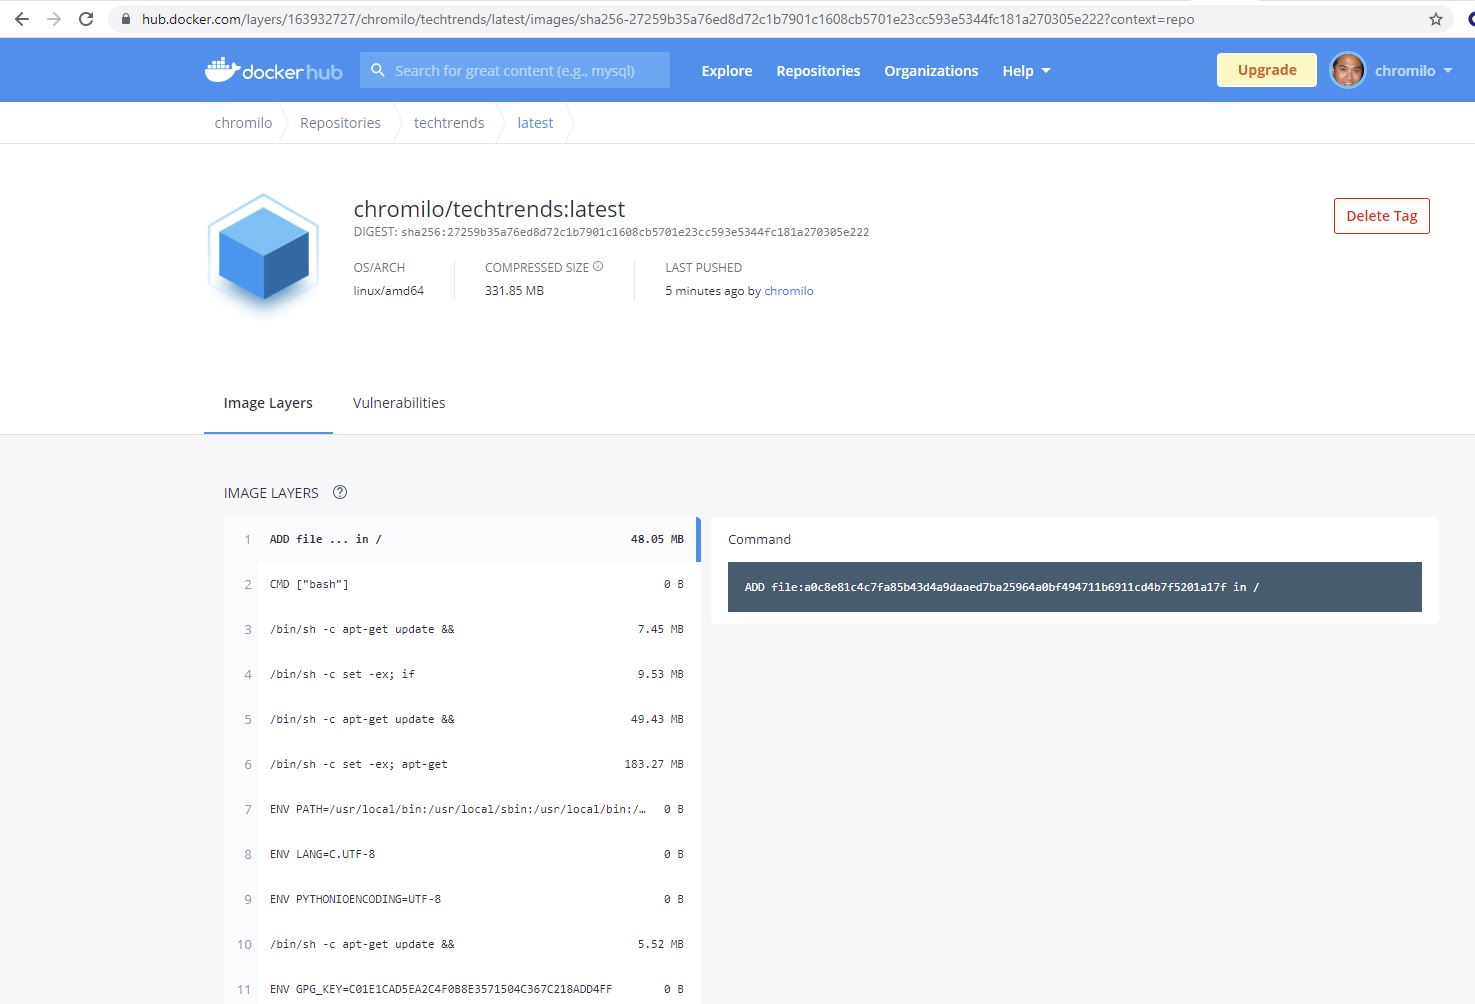 hub.docker.com/layers/163932727/chromilo/techtrends/latest/images/sha256-27259b35a76ed8d72c1b7901c1608cb5701e23cc593e5344fc181a270305e222?context=repo
dockerhub Search for great content (e.g., mysql) Explore Repositories Organizations Help Upgrade chromilo
chromilo Repositories techtrends latest
chromilo/techtrends:latest
Delete Tag
DIGEST: sha256:27259b35a76ed8d72c1b7901c1608cb5701e23cc593e5344fc181a270305e222
OS/ARCH COMPRESSED SIZE LAST PUSHED
linux/amd64 331.85 MB 5 minutes ago by chromilo
Image Layers Vulnerabilities
IMAGE LAYERS
1 ADD file ... in / 48.05 MB
2 CMD ["bash"] 0 B
3 /bin/sh -c apt-get update && 7.45 MB
4 /bin/sh -c set -ex; if 9.53 MB
5 /bin/sh -c apt-get update && 49.43 MB
6 /bin/sh -c set -ex; apt-get 183.27 MB
7 ENV PATH=/usr/local/bin:/usr/local/sbin:/usr/local/bin:/… 0 B
8 ENV LANG=C.UTF-8 0 B
9 ENV PYTHONIOENCODING=UTF-8 0 B
10 /bin/sh -c apt-get update && 5.52 MB
11 ENV GPG_KEY=C01E1CAD5EA2C4F0B8E3571504C367C218ADD4FF 0 B
Command
ADD file:a0c8e81c4c7fa85b43d4a9daaed7ba25964a0bf494711b6911cd4b7f5201a17f in /